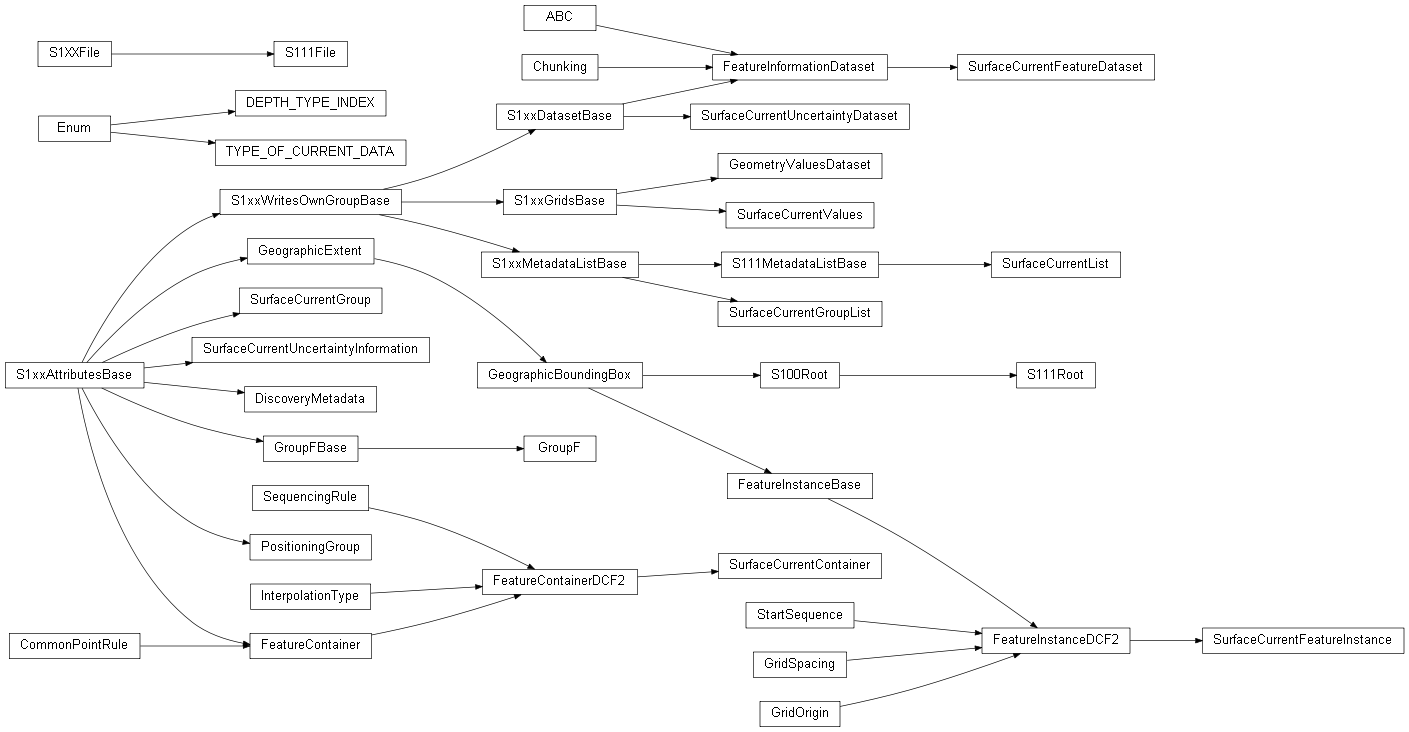 ABC
S1XXFile
S111File
Chunking
FeatureInformationDataset
SurfaceCurrentFeatureDataset
DEPTH_TYPE_INDEX
S1xxDatasetBase
SurfaceCurrentUncertaintyDataset
Enum
TYPE_OF_CURRENT_DATA
GeometryValuesDataset
S1xxWritesOwnGroupBase
S1xxGridsBase
SurfaceCurrentValues
GeographicExtent
S1xxMetadataListBase
S111MetadataListBase
SurfaceCurrentList
SurfaceCurrentGroup
SurfaceCurrentGroupList
SurfaceCurrentUncertaintyInformation
S1xxAttributesBase
GeographicBoundingBox
S100Root
S111Root
DiscoveryMetadata
GroupFBase
GroupF
FeatureInstanceBase
SequencingRule
PositioningGroup
SurfaceCurrentContainer
FeatureContainerDCF2
InterpolationType
StartSequence
CommonPointRule
FeatureContainer
FeatureInstanceDCF2
SurfaceCurrentFeatureInstance
GridSpacing
GridOrigin